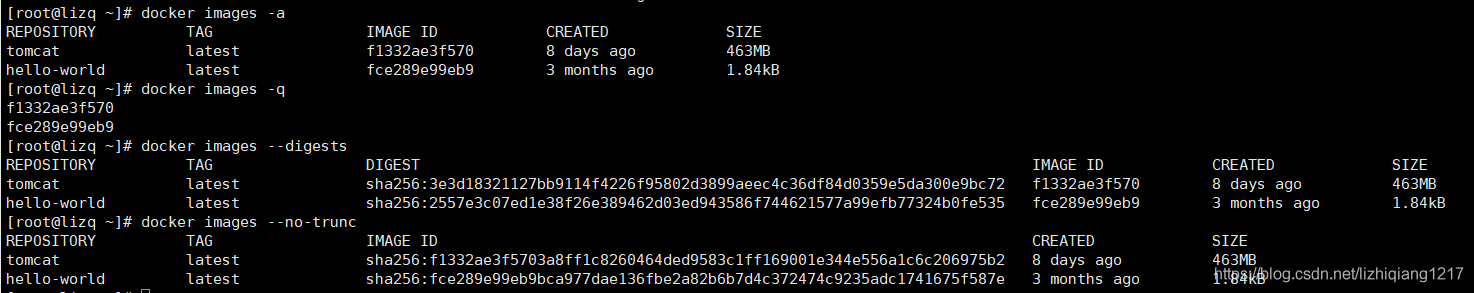 [root@lizq ~]# docker images -a
REPOSITORY TAG IMAGE ID CREATED SIZE
tomcat latest f1332ae3f570 8 days ago 463MB
hello-world latest fce289e99eb9 3 months ago 1.84kB
[root@lizq ~]# docker images -q
f1332ae3f570
fce289e99eb9
[root@lizq ~]# docker images --digests
REPOSITORY TAG DIGEST IMAGE ID CREATED SIZE
tomcat latest sha256:3e3d18321127bb9114f4226f95802d3899aeec4c36df84d0359e5da300e9bc72 f1332ae3f570 8 days ago 463MB
hello-world latest sha256:2557e3c07ed1e38f26e389462d03ed943586f744621577a99efb77324b0fe535 fce289e99eb9 3 months ago 1.84kB
[root@lizq ~]# docker images --no-trunc
REPOSITORY TAG IMAGE ID CREATED SIZE
tomcat latest sha256:f1332ae3f5703a8ff1c8260464ded9583c1ff169001e344e556a1c6c206975b2 8 days ago 463MB
hello-world latest sha256:fce289e99eb9bca977dae136fbe2a82b6b7d4c372474c9235adc1741675f587e 3 months ago 1.84kB
https://blog.csdn.net/lizhiqiang1217